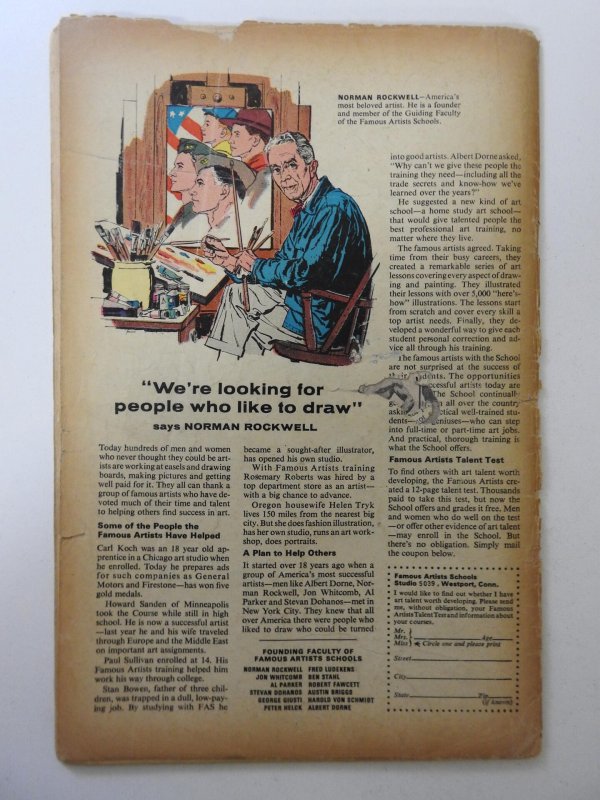 NORMAN ROCKWELL—America's
most beloved artist. He is a founder
and member of the Guiding Faculty
of the Famous Artists Schools.
"We're looking for
people who like to draw"
says NORMAN ROCKWELL
Today hundreds of men and women
who never thought they could be art-
ists are working at easels and drawing
boards, making pictures and getting
well paid for it. They all can thank a
group of famous artists who have de-
voted much of their time and talent
to helping others find success in art.
Some of the People the
Famous Artists Have Helped
Carl Koch was an 18 year old ap-
prentice in a Chicago art studio when
he enrolled. Today he prepares ads
for such companies as General
Motors and Firestone—has won five
gold medals.
Howard Sanden of Minneapolis
took the Course while still in high
school. He is now a successful artist
—last year he and his wife traveled
through Europe and the Middle East
on important art assignments.
Paul Sullivan enrolled at 14. His
Famous Artists training helped him
work his way through college.
Stan Bowen, father of three chil-
dren, was trapped in a dull, low-pay-
ing job. By studying with FAS he
became a sought-after illustrator,
has opened his own studio.
With Famous Artists training
Rosemary Roberts was hired by a
top department store as an artist—
with a big chance to advance.
Oregon housewife Helen Tryk
lives 150 miles from the nearest big
city. But she does fashion illustration,
has her own studio, runs an art work-
shop, does portraits.
A Plan to Help Others
It started over 18 years ago when a
group of America's most successful
artists—men like Albert Dorne, Nor-
man Rockwell, Jon Whitcomb, Al
Parker and Stevan Dohanos—met in
New York City. They knew that all
over America there were people who
liked to draw who could be turned
into good artists. Albert Dorne asked,
"Why can't we give these people the
training they need—including all the
trade secrets and know-how we've
learned over the years?"
He suggested a new kind of art
school—a home study art school—
that would give talented people the
best professional art training, no
matter where they live.
The famous artists agreed. Taking
time from their busy careers, they
created a remarkable series of art
lessons covering every aspect of draw-
ing and painting. They illustrated
their lessons with over 5,000 "here's-
how" illustrations. The lessons start
from scratch and cover every skill a
top artist needs. Finally, they de-
veloped a wonderful way to give each
student personal correction and ad-
vice all through his training.
The famous artists with the School
are not surprised at the success of
their students. The opportunities
successful artists today are
The School continually
all over the country
well-trained stu-
dents— —who can step
into full-time or part-time art jobs.
And practical, thorough training is
what the School offers.
Famous Artists Talent Test
To find others with art talent worth
developing, the Famous Artists cre-
ated a 12-page talent test. Thousands
paid to take this test, but now the
School offers and grades it free. Men
and women who do well on the test
—or offer other evidence of art talent
—may enroll in the School. But
there's no obligation. Simply mail
the coupon below.
FOUNDING FACULTY OF
FAMOUS ARTISTS SCHOOLS
NORMAN ROCKWELL FRED LUDEKENS
JON WHITCOMB BEN STAHL
AL PARKER ROBERT FAWCETT
STEVAN DOHANOS AUSTIN BRIGGS
GEORGE GIUSTI HAROLD VON SCHMIDT
PETER HELCK ALBERT DORNE
Famous Artists Schools
Studio 5039, Westport, Conn.
I would like to find out whether I have
art talent worth developing. Please send
me, without obligation, your Famous
Artists Talent Test and information about
your courses.
Mr.
Mrs. Age
Miss Circle one and please print
Street
City
State Zip
(if known)